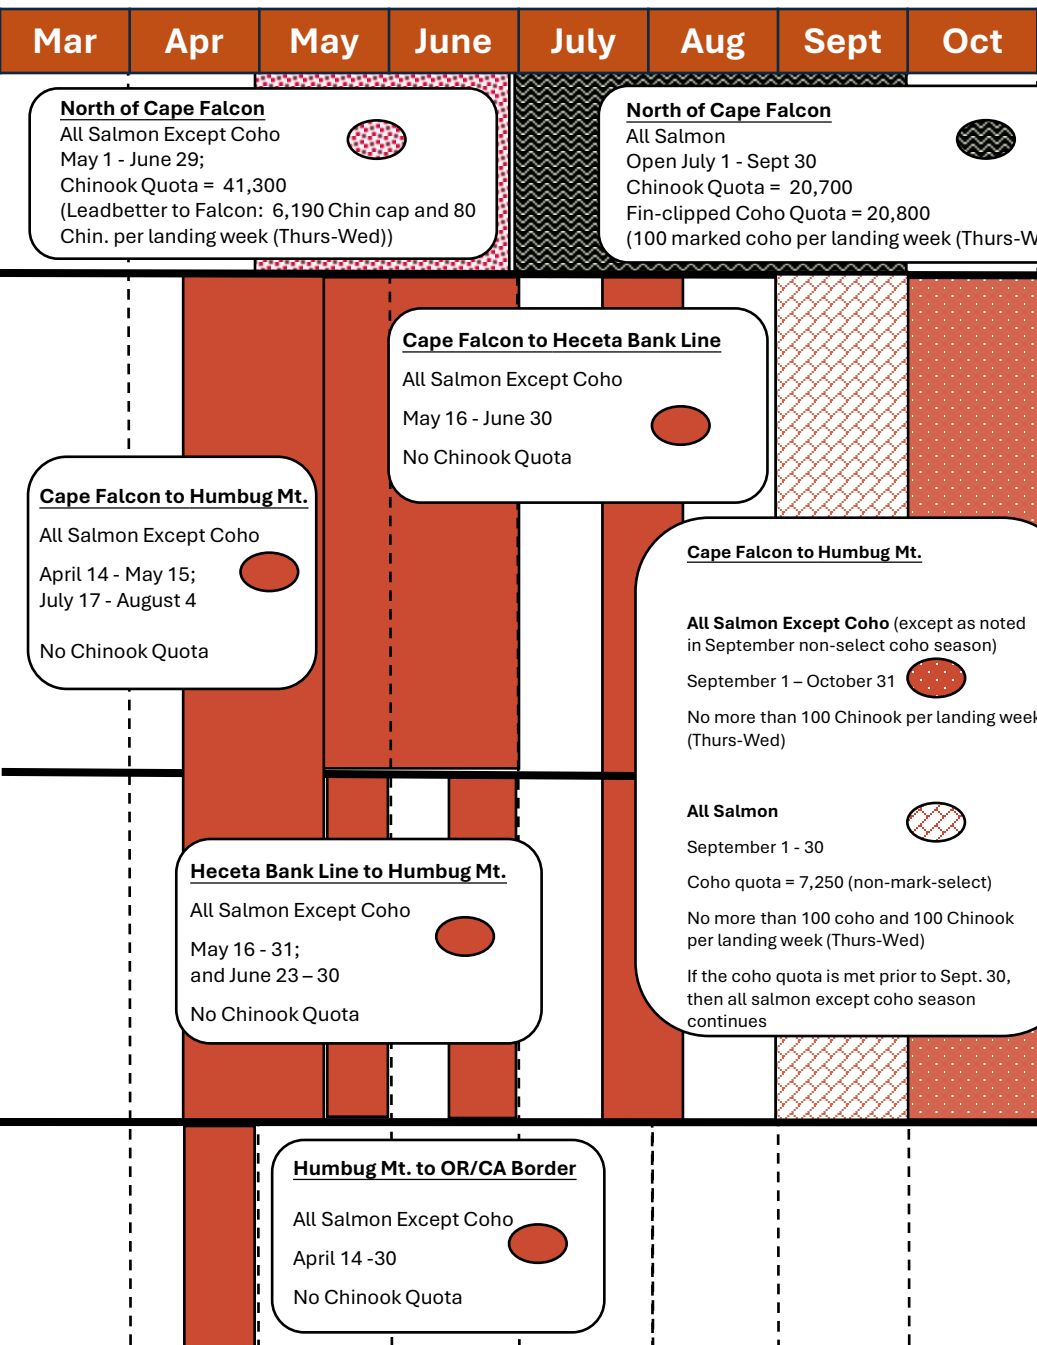 Mar Apr May June July Aug Sept Oct
North of Cape Falcon
All Salmon Except Coho
May 1 - June 29;
Chinook Quota = 41,300
(Leadbetter to Falcon: 6,190 Chin cap and 80
Chin. per landing week (Thurs-Wed))
North of Cape Falcon
All Salmon
Open July 1 - Sept 30
Chinook Quota = 20,700
Fin-clipped Coho Quota = 20,800
(100 marked coho per landing week (Thurs-W
Cape Falcon to Heceta Bank Line
All Salmon Except Coho
May 16 - June 30
No Chinook Quota
Cape Falcon to Humbug Mt.
All Salmon Except Coho
April 14 - May 15;
July 17 - August 4
No Chinook Quota
Cape Falcon to Humbug Mt.
All Salmon Except Coho (except as noted
in September non-select coho season)
September 1 – October 31
No more than 100 Chinook per landing week
(Thurs-Wed)
All Salmon
September 1 - 30
Coho quota = 7,250 (non-mark-select)
No more than 100 coho and 100 Chinook
per landing week (Thurs-Wed)
If the coho quota is met prior to Sept. 30,
then all salmon except coho season
continues
Heceta Bank Line to Humbug Mt.
All Salmon Except Coho
May 16 - 31;
and June 23 – 30
No Chinook Quota
Humbug Mt. to OR/CA Border
All Salmon Except Coho
April 14 -30
No Chinook Quota